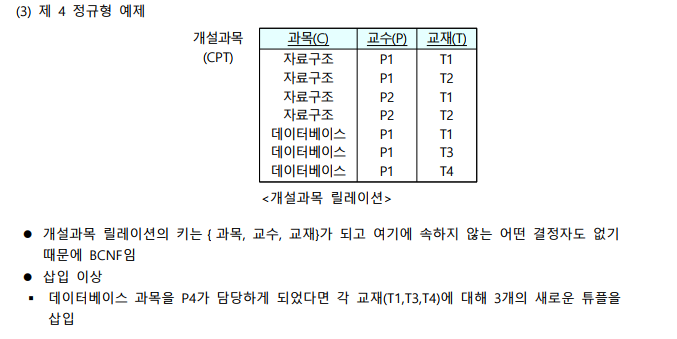 (3) 제 4 정규형 예제
개설과목
(CPT)
과목(C) 교수(P) 교재(T)
자료구조 P1 T1
자료구조 P1 T2
자료구조 P2 T1
자료구조 P2 T2
데이터베이스 P1 T1
데이터베이스 P1 T3
데이터베이스 P1 T4
<개설과목 릴레이션>
● 개설과목 릴레이션의 키는 { 과목, 교수, 교재}가 되고 여기에 속하지 않는 어떤 결정자도 없기
때문에 BCNF임
● 삽입 이상
▪ 데이터베이스 과목을 P4가 담당하게 되었다면 각 교재(T1,T3,T4)에 대해 3개의 새로운 튜플을
삽입